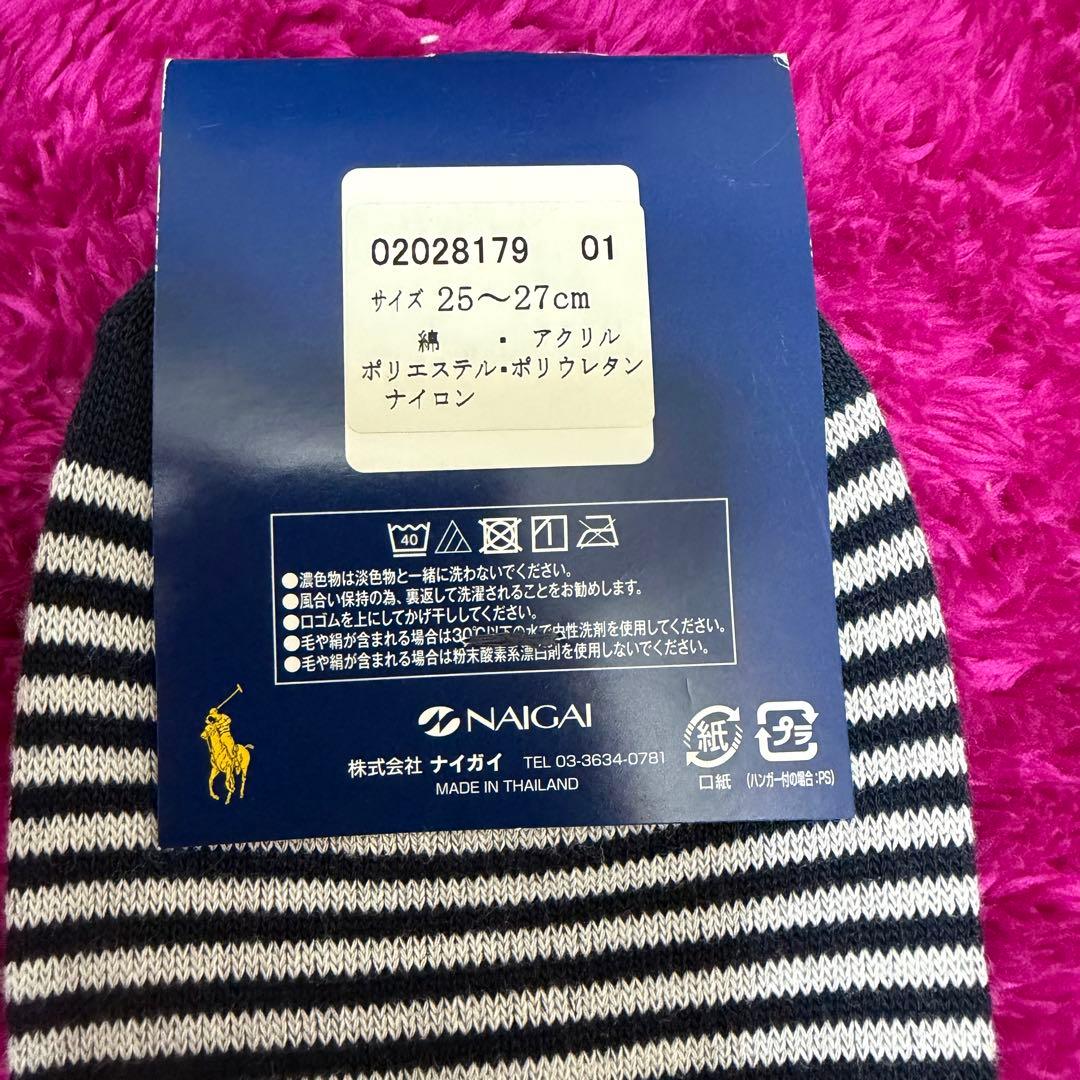 02028179 01
サイズ 25～27cm
綿 ・ アクリル
ポリエステル・ポリウレタン
ナイロン
40
●濃色物は淡色物と一緒に洗わないでください。
●風合い保持の為、裏返して洗濯されることをお勧めします。
●口ゴムを上にしてかげ干ししてください。
●毛や絹が含まれる場合は30℃以下の水で中性洗剤を使用してください。
●毛や絹が含まれる場合は粉末酸素系漂白剤を使用しないでください。
NAIGAI
株式会社 ナイガイ TEL 03-3634-0781
MADE IN THAILAND
紙 プラ
口紙 (ハンガー付の場合:PS)